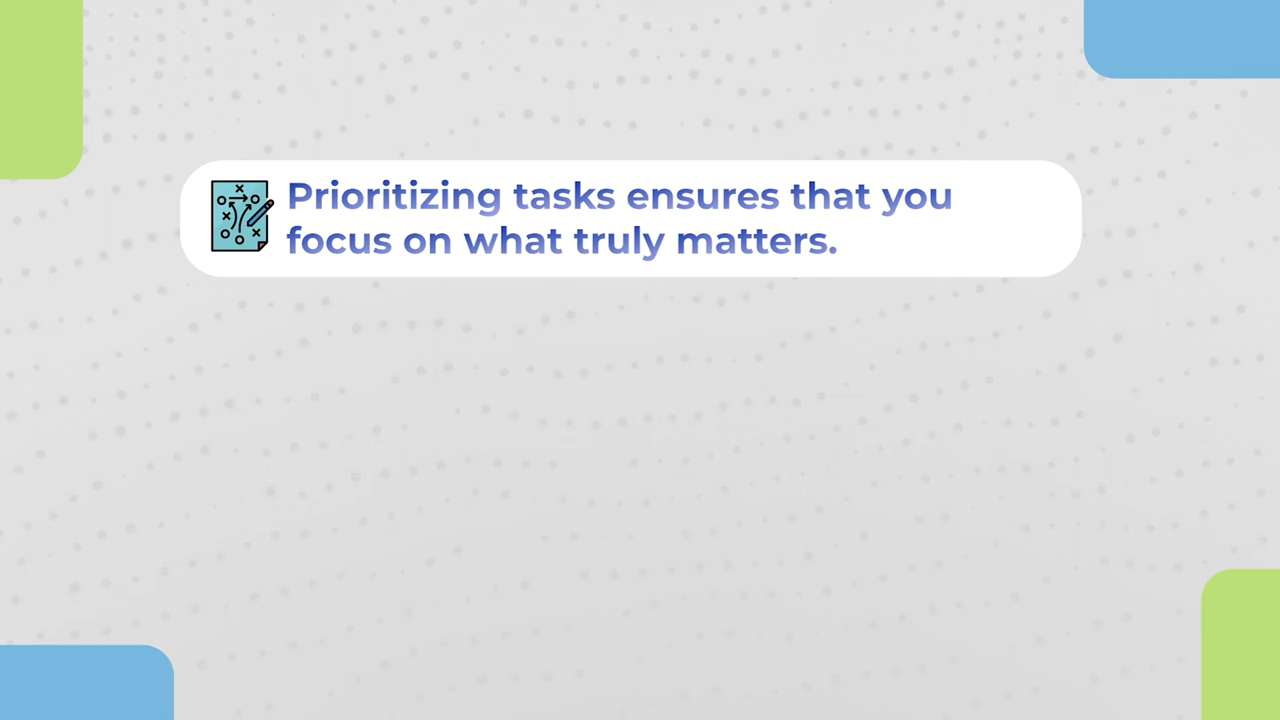 Prioritizing tasks ensures that you
focus on what truly matters.